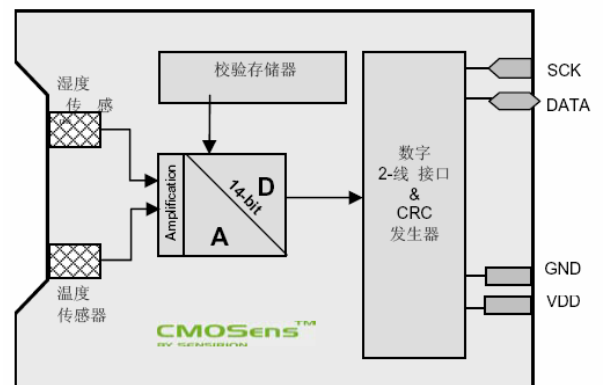 湿度
传 感
校验存储器
SCK
DATA
数字
2-线 接口
&
CRC
发生器
Amplification
14-bit
D
A
GND
VDD
温度
传感器
CMOSens™
BY SENSIRION